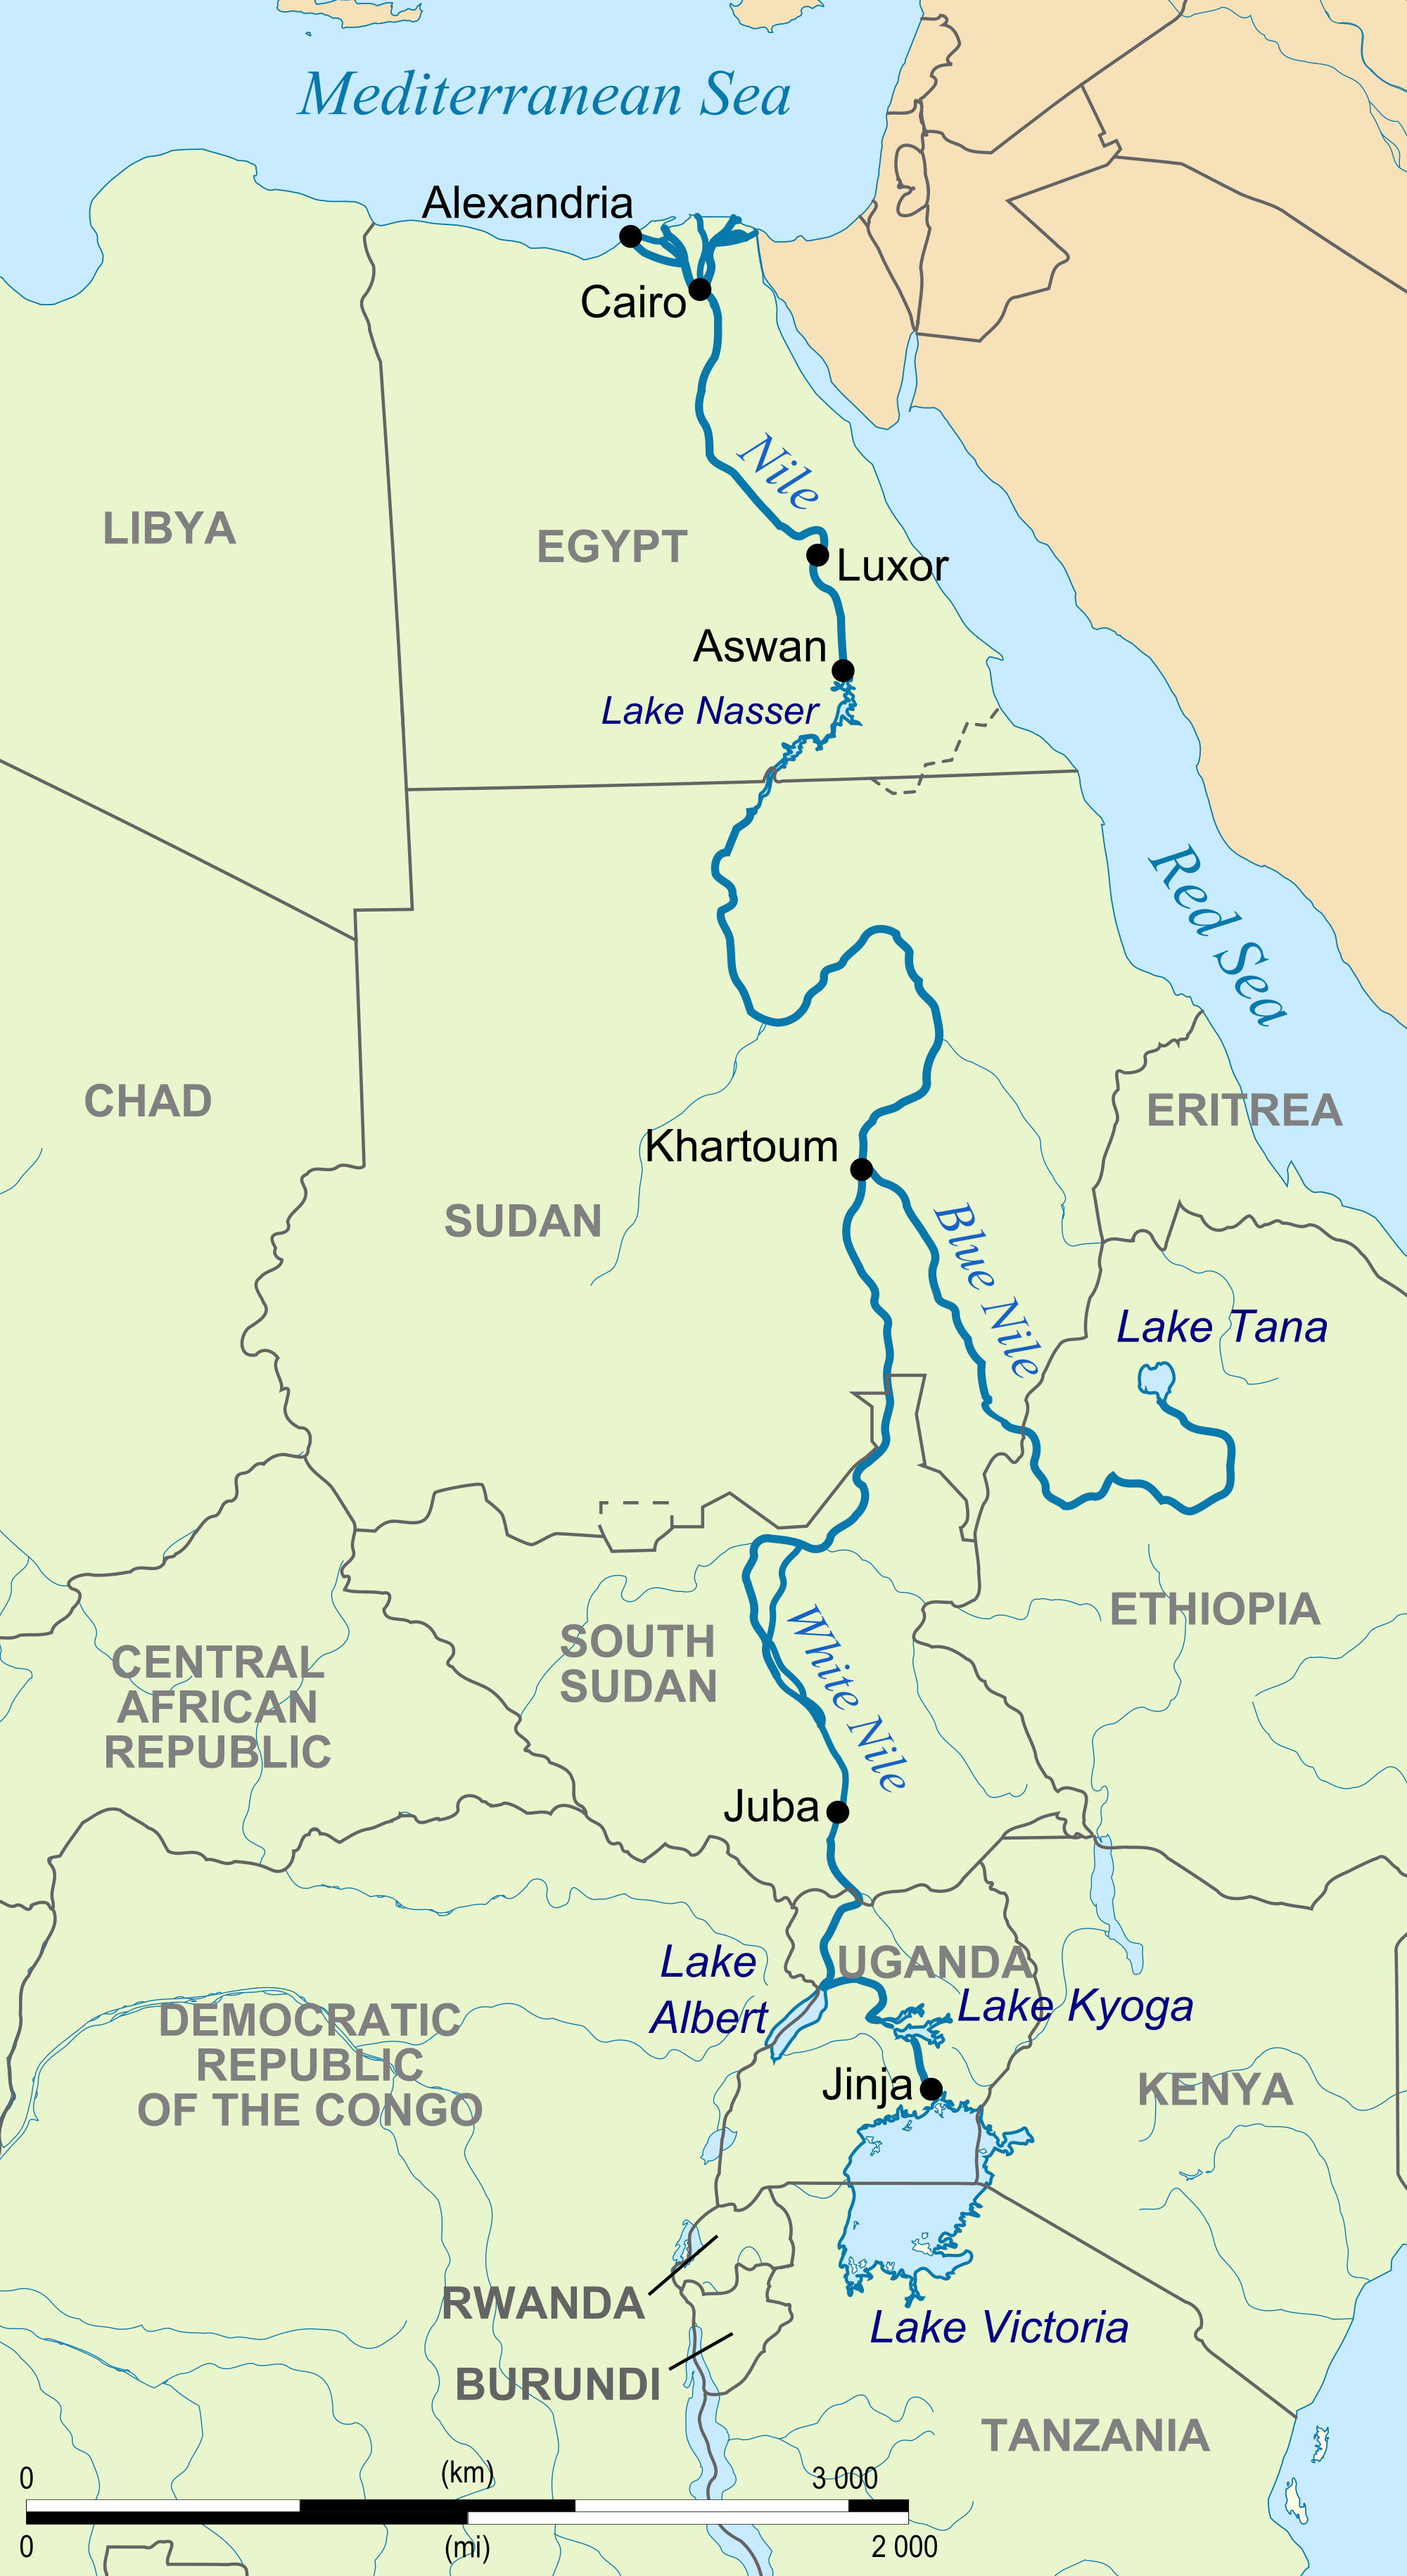 Mediterranean Sea
Alexandria
Cairo
Nile
LIBYA
EGYPT
Luxor
Aswan
Lake Nasser
Red Sea
CHAD
ERITREA
Khartoum
SUDAN
Blue Nile
Lake Tana
ETHIOPIA
SOUTH
SUDAN
White Nile
CENTRAL
AFRICAN
REPUBLIC
Juba
UGANDA
Lake
Albert
Lake Kyoga
DEMOCRATIC
REPUBLIC
OF THE CONGO
Jinja
KENYA
RWANDA
Lake Victoria
BURUNDI
TANZANIA
0 (km) 3 000
0 (mi) 2 000